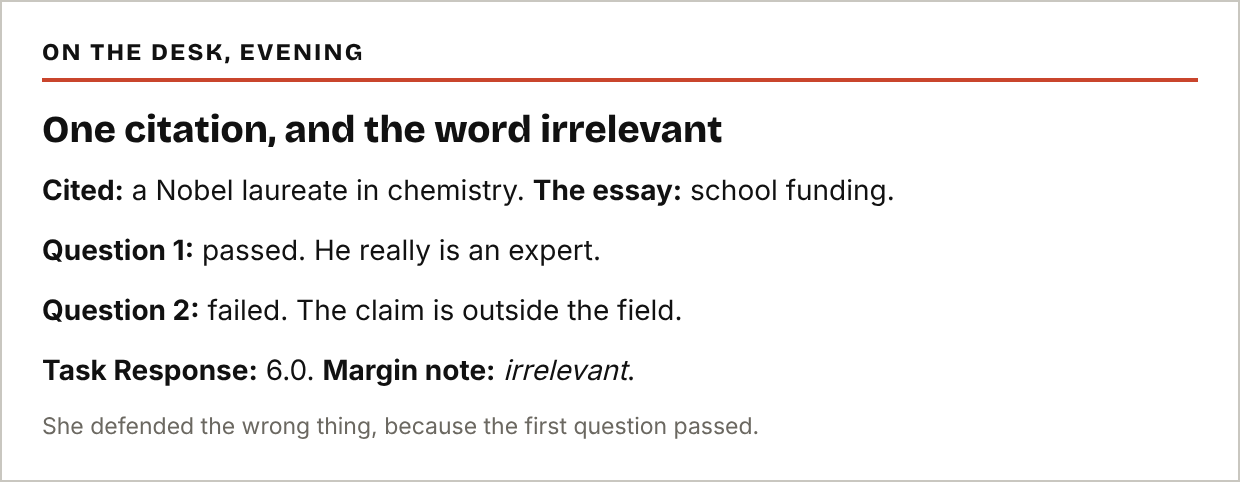 ON THE DESK, EVENING
One citation, and the word irrelevant
Cited: a Nobel laureate in chemistry. The essay: school funding.
Question 1: passed. He really is an expert.
Question 2: failed. The claim is outside the field.
Task Response: 6.0. Margin note: irrelevant.
She defended the wrong thing, because the first question passed.